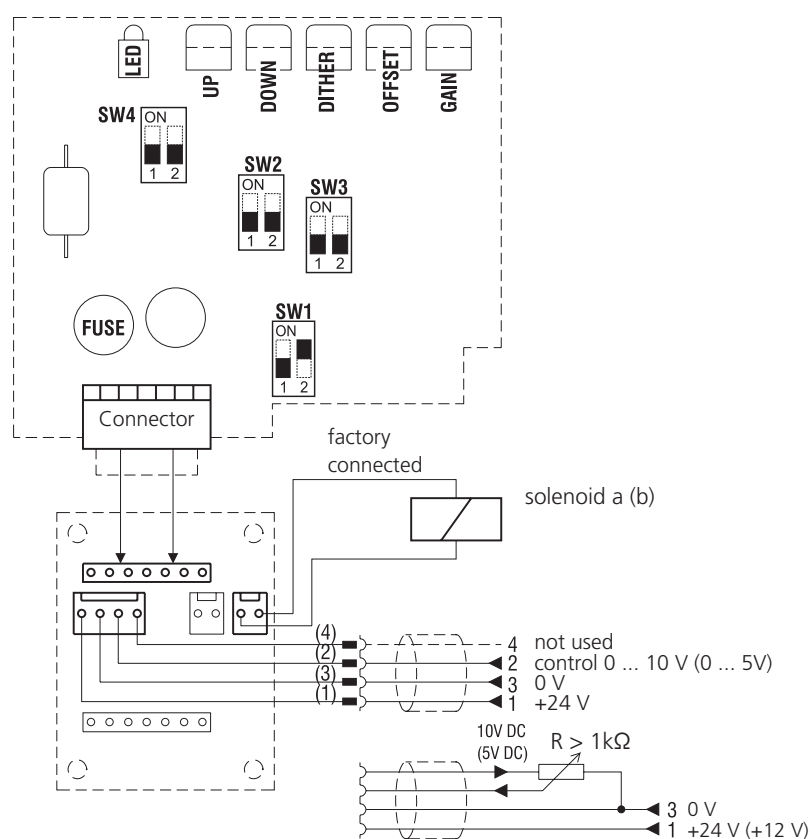 LED
UP
DOWN
DITHER
OFFSET
GAIN
SW4
ON
1 2
SW2
ON
1 2
SW3
ON
1 2
FUSE
SW1
ON
1 2
Connector
factory
connected
solenoid a (b)
(4)
4 not used
(2)
2 control 0 ... 10 V (0 ... 5V)
(3)
3 0 V
(1)
1 +24 V
10V DC
(5V DC)
R > 1kΩ
3 0 V
1 +24 V (+12 V)